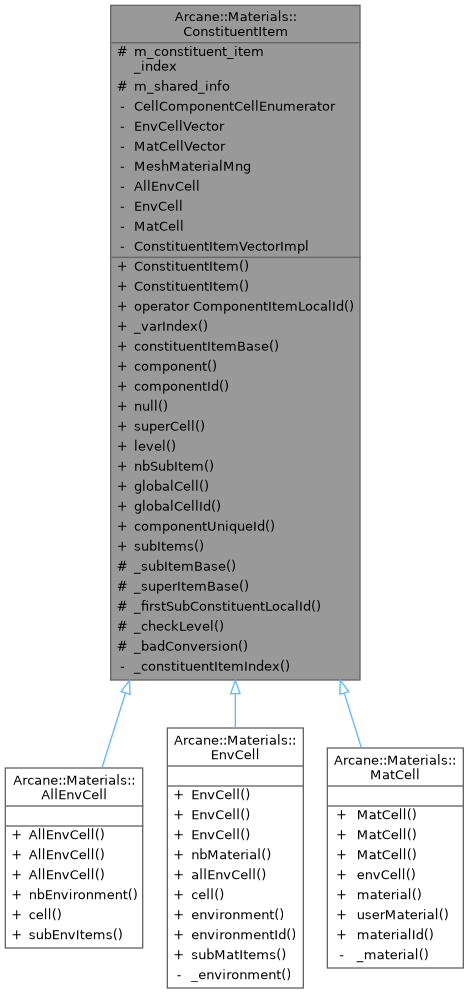 Arcane::Materials::
ConstituentItem
# m_constituent_item
_index
# m_shared_info
- CellComponentCellEnumerator
- EnvCellVector
- MatCellVector
- MeshMaterialMng
- AllEnvCell
- EnvCell
- MatCell
- ConstituentItemVectorImpl
+ ConstituentItem()
+ ConstituentItem()
+ operator ComponentItemLocalId()
+ _varIndex()
+ constituentItemBase()
+ component()
+ componentId()
+ null()
+ superCell()
+ level()
+ nbSubItem()
+ globalCell()
+ globalCellId()
+ componentUniqueId()
+ subItems()
# _subItemBase()
# _superItemBase()
# _firstSubConstituentLocalId()
# _checkLevel()
# _badConversion()
- _constituentItemIndex()
Arcane::Materials::
AllEnvCell
+ AllEnvCell()
+ AllEnvCell()
+ AllEnvCell()
+ nbEnvironment()
+ cell()
+ subEnvItems()
Arcane::Materials::
EnvCell
+ EnvCell()
+ EnvCell()
+ EnvCell()
+ nbMaterial()
+ allEnvCell()
+ cell()
+ environment()
+ environmentId()
+ subMatItems()
- _environment()
Arcane::Materials::
MatCell
+ MatCell()
+ MatCell()
+ MatCell()
+ envCell()
+ material()
+ userMaterial()
+ materialId()
- _material()